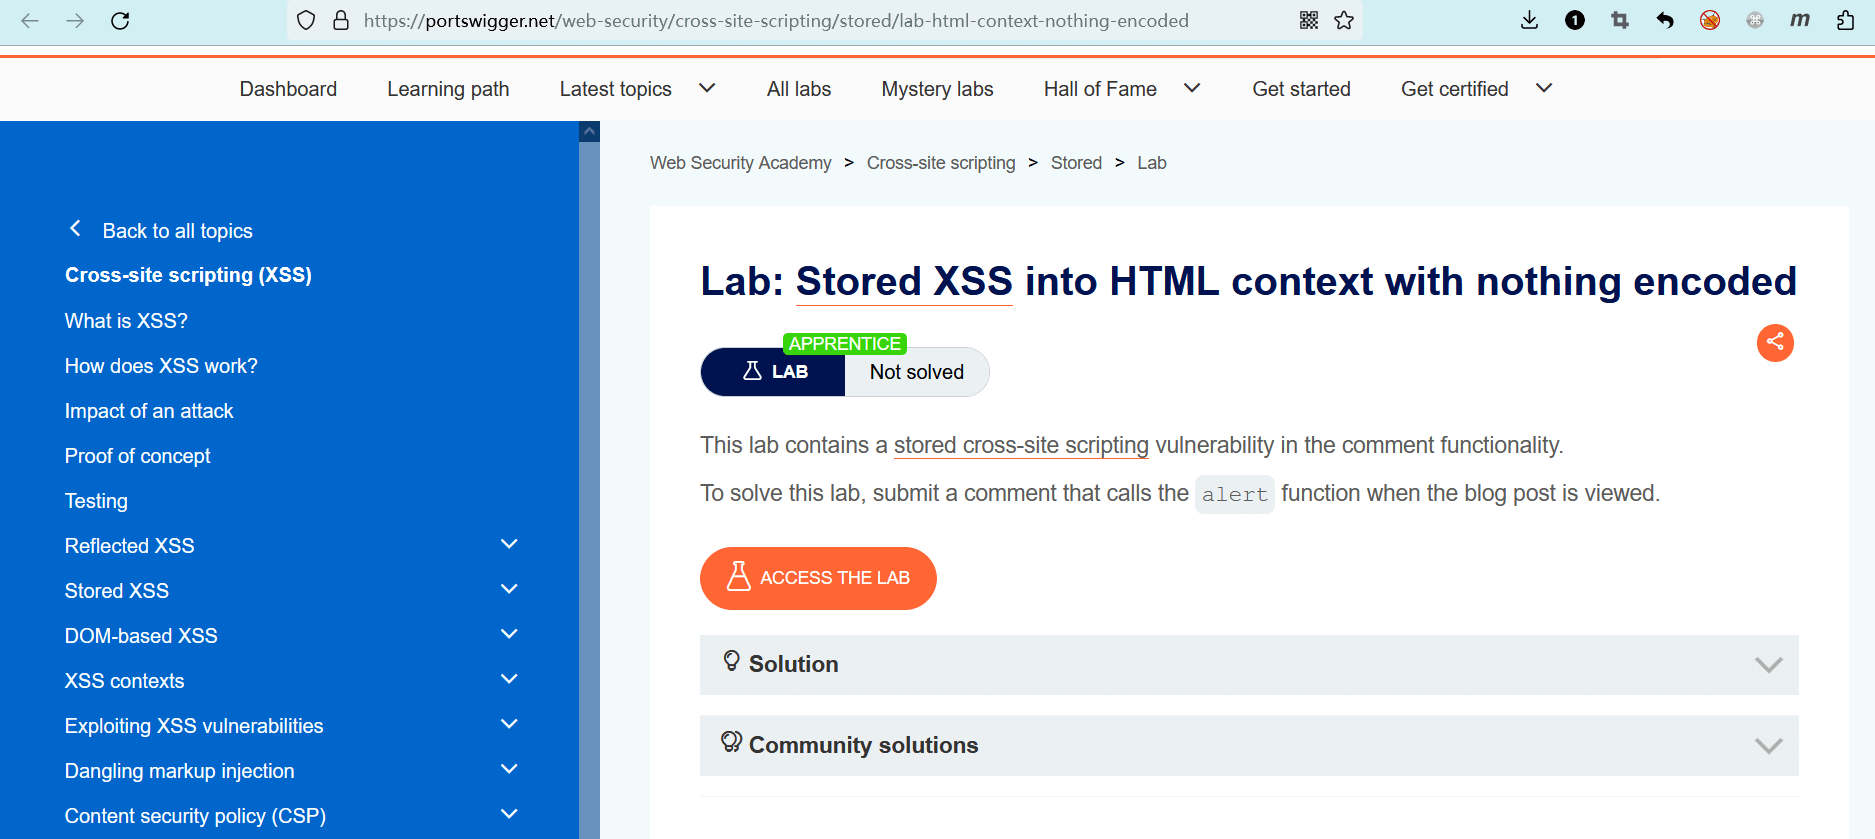 https://portswigger.net/web-security/cross-site-scripting/stored/lab-html-context-nothing-encoded
1
m
Dashboard Learning path Latest topics All labs Mystery labs Hall of Fame Get started Get certified
Web Security Academy > Cross-site scripting > Stored > Lab
Back to all topics
Cross-site scripting (XSS)
What is XSS?
How does XSS work?
Impact of an attack
Proof of concept
Testing
Reflected XSS
Stored XSS
DOM-based XSS
XSS contexts
Exploiting XSS vulnerabilities
Dangling markup injection
Content security policy (CSP)
Lab: Stored XSS into HTML context with nothing encoded
APPRENTICE
LAB Not solved
This lab contains a stored cross-site scripting vulnerability in the comment functionality.
To solve this lab, submit a comment that calls the alert function when the blog post is viewed.
ACCESS THE LAB
Solution
Community solutions